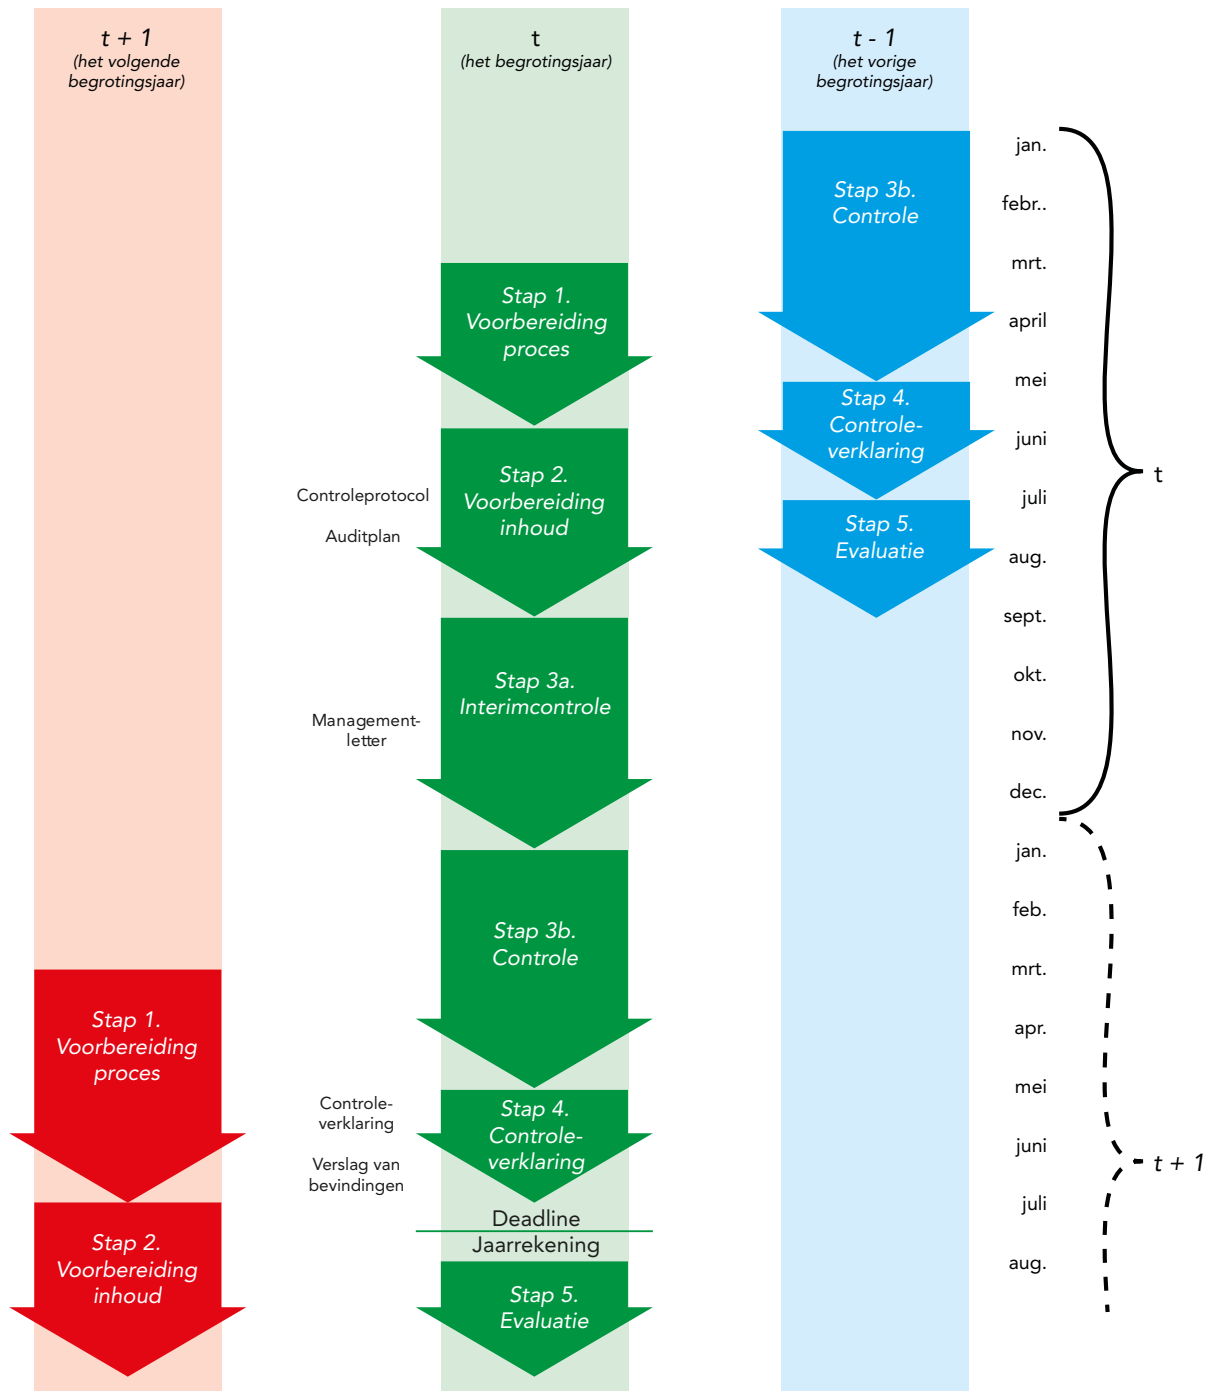 t + 1
(het volgende
begrotingsjaar)
t
(het begrotingsjaar)
t - 1
(het vorige
begrotingsjaar)
Stap 1.
Voorbereiding
proces
Stap 2.
Voorbereiding
inhoud
Controleprotocol
Auditplan
Management-
letter
Controle-
verklaring
Verslag van
bevindingen
Stap 1.
Voorbereiding
proces
Stap 2.
Voorbereiding
inhoud
Stap 3a.
Interimcontrole
Stap 3b.
Controle
Stap 4.
Controle-
verklaring
Deadline
Jaarrekening
Stap 5.
Evaluatie
Stap 3b.
Controle
Stap 4.
Controle-
verklaring
Stap 5.
Evaluatie
jan.
febr..
mrt.
april
mei
juni
juli
aug.
sept.
okt.
nov.
dec.
jan.
feb.
mrt.
apr.
mei
juni
juli
aug.
t
t + 1